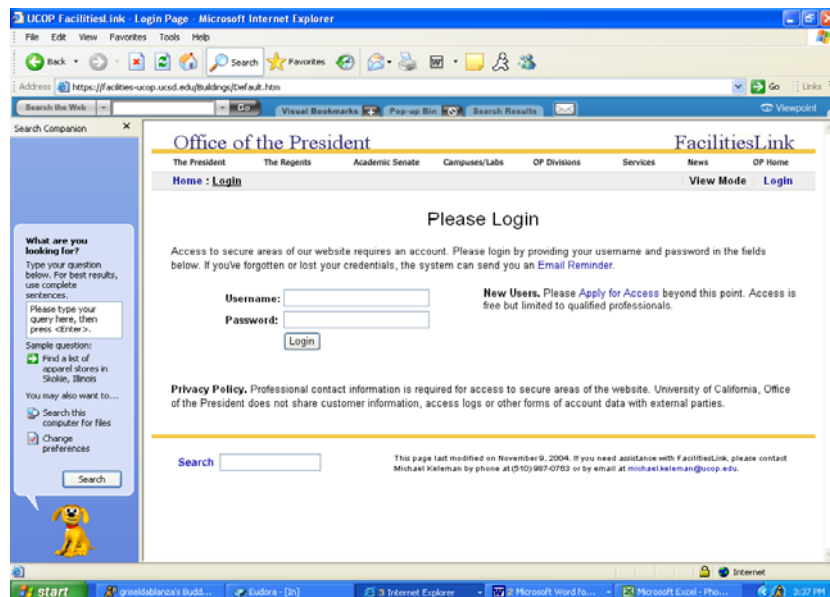 UCOP FacilitiesLink - Login Page - Microsoft Internet Explorer
File Edit View Favorites Tools Help
Back Search Favorites
Address https://facilities-ucop.ucsd.edu/Buildings/Default.htm Go Links
Search the Web Go Visual Bookmarks Pop-up Bin Search Results Viewpoint
Search Companion
Office of the President FacilitiesLink
The President The Regents Academic Senate Campuses/Labs OP Divisions Services News OP Home
Home : Login View Mode Login
Please Login
Access to secure areas of our website requires an account. Please login by providing your username and password in the fields
below. If you've forgotten or lost your credentials, the system can send you an Email Reminder.
Username:
Password:
Login
New Users. Please Apply for Access beyond this point. Access is
free but limited to qualified professionals.
Privacy Policy. Professional contact information is required for access to secure areas of the website. University of California, Office
of the President does not share customer information, access logs or other forms of account data with external parties.
Search
This page last modified on November 9, 2004. If you need assistance with FacilitiesLink, please contact
Michael Keleman by phone at (510) 987-0763 or by email at michael.keleman@ucop.edu.
What are you
looking for?
Type your question
below. For best results,
use complete
sentences.
Please type your
query here, then
press <Enter>.
Sample question:
Find a list of
apparel stores in
Skokie, Illinois
You may also want to...
Search this
computer for files
Change
preferences
Search
Internet
start griseldablanza's Budd... Eudora - [In] 3 Internet Explorer 2 Microsoft Word fo... Microsoft Excel - Pho... 3:37 PM